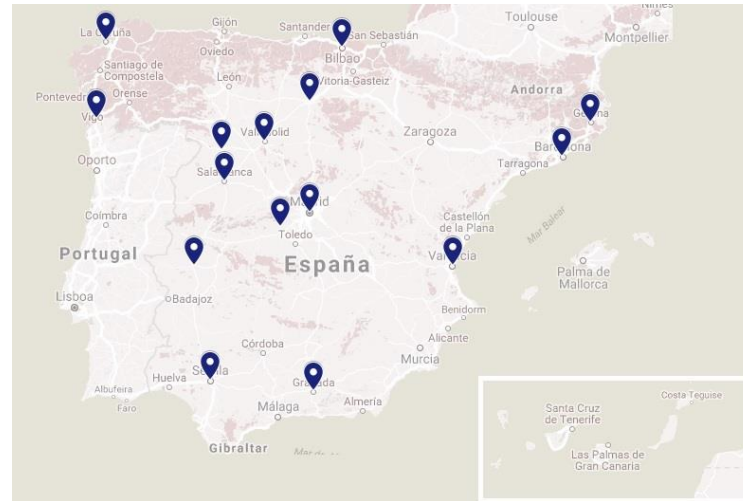 Toulouse
Nîmes
Montpellier
Gijón
Santander
San Sebastián
La Coruña
Oviedo
Bilbao
Santiago de
Compostela
León
Vitoria-Gasteiz
Andorra
Pontevedra
Orense
Vigo
Valladolid
Zaragoza
Gerona
Barcelona
Oporto
Salamanca
Tarragona
Madrid
Coimbra
Castellón
de la Plana
Mar Balear
Toledo
Portugal
España
Valencia
Palma de
Mallorca
Lisboa
Badajoz
Benidorm
Córdoba
Alicante
Murcia
Huelva
Sevilla
Granada
Albufeira
Faro
Málaga
Almería
Gibraltar
Costa Teguise
Santa Cruz
de Tenerife
Las Palmas de
Gran Canaria